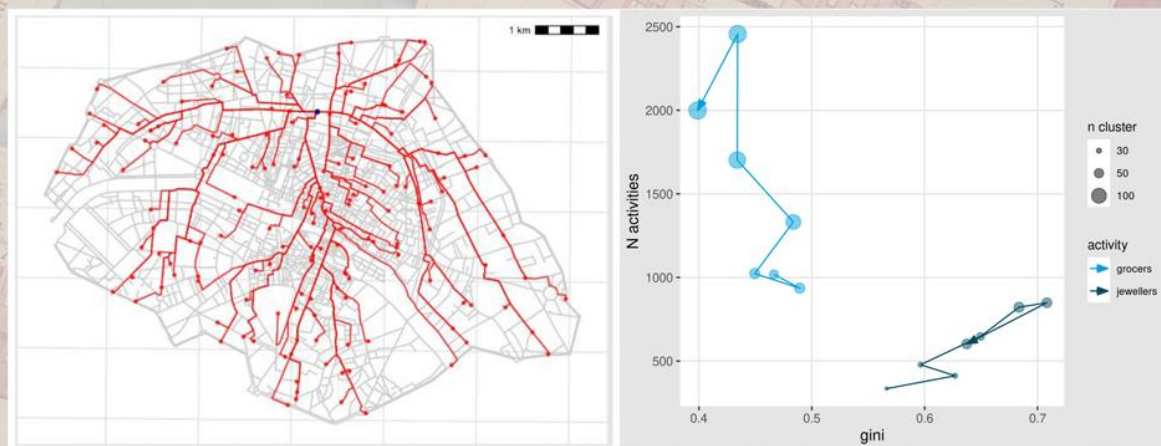 1 km
2500
2000
1500
1000
500
N activities
0.4 0.5 0.6 0.7
gini
n cluster
30
50
100
activity
grocers
jewellers